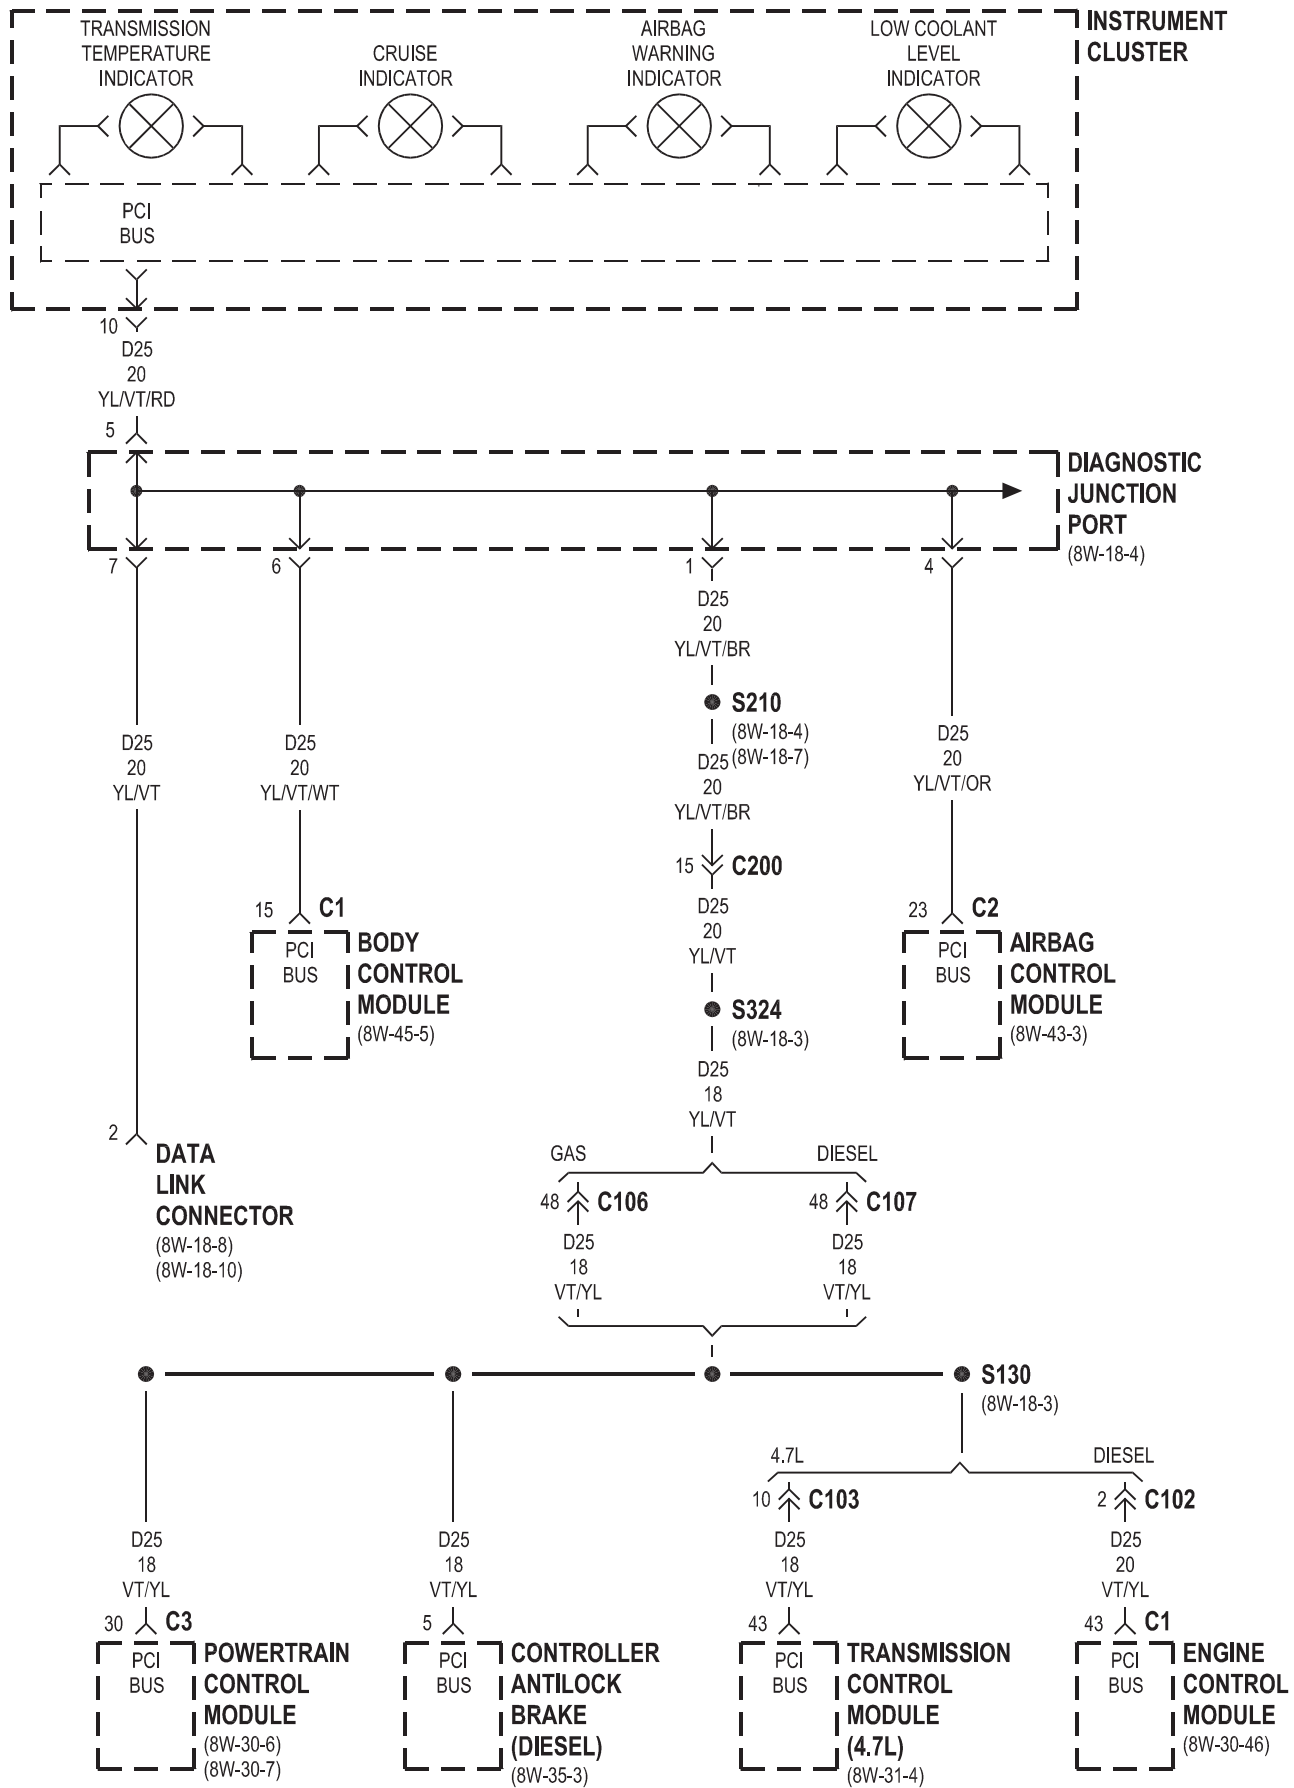 TRANSMISSION
TEMPERATURE
INDICATOR
CRUISE
INDICATOR
AIRBAG
WARNING
INDICATOR
LOW COOLANT
LEVEL
INDICATOR
INSTRUMENT
CLUSTER
PCI
BUS
10
D25
20
YL/VT/RD
5
DIAGNOSTIC
JUNCTION
PORT
(8W-18-4)
7
6
1
4
D25
20
YL/VT/BR
S210
(8W-18-4)
(8W-18-7)
D25
20
YL/VT
D25
20
YL/VT/WT
D25
20
YL/VT/BR
D25
20
YL/VT/OR
15
C200
15
C1
PCI
BUS
BODY
CONTROL
MODULE
(8W-45-5)
D25
20
YL/VT
23
C2
PCI
BUS
AIRBAG
CONTROL
MODULE
(8W-43-3)
S324
(8W-18-3)
D25
18
YL/VT
2
DATA
LINK
CONNECTOR
(8W-18-8)
(8W-18-10)
GAS
DIESEL
48
C106
48
C107
D25
18
VT/YL
D25
18
VT/YL
S130
(8W-18-3)
4.7L
DIESEL
10
C103
2
C102
D25
18
VT/YL
D25
18
VT/YL
D25
18
VT/YL
D25
20
VT/YL
30
C3
5
43
43
C1
PCI
BUS
POWERTRAIN
CONTROL
MODULE
(8W-30-6)
(8W-30-7)
PCI
BUS
CONTROLLER
ANTILOCK
BRAKE
(DIESEL)
(8W-35-3)
PCI
BUS
TRANSMISSION
CONTROL
MODULE
(4.7L)
(8W-31-4)
PCI
BUS
ENGINE
CONTROL
MODULE
(8W-30-46)